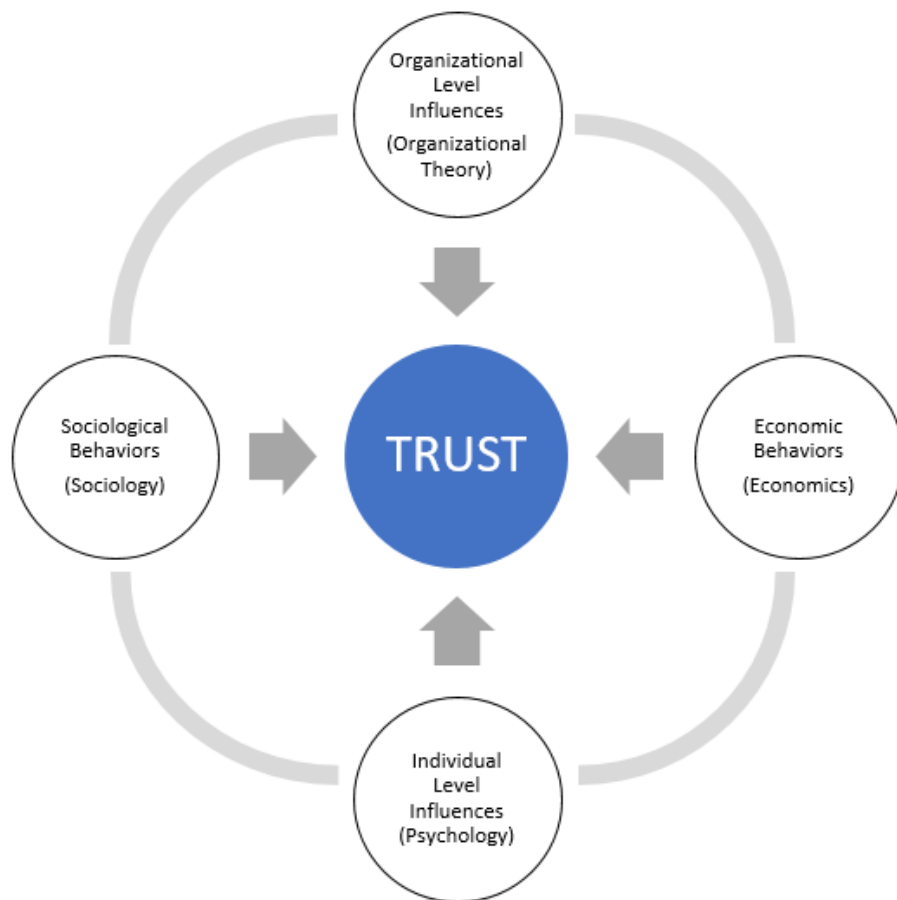 Organizational
Level
Influences
(Organizational
Theory)
Sociological
Behaviors
(Sociology)
TRUST
Economic
Behaviors
(Economics)
Individual
Level
Influences
(Psychology)